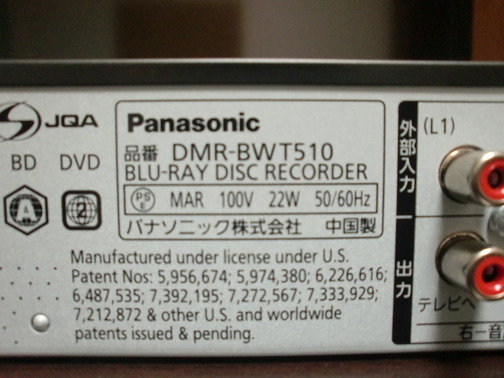 JQA
BD DVD
A 2
Panasonic
品番 DMR-BWT510
BLU-RAY DISC RECORDER
PS E MAR 100V 22W 50/60Hz
パナソニック株式会社 中国製
Manufactured under license under U.S.
Patent Nos: 5,956,674; 5,974,380; 6,226,616;
6,487,535; 7,392,195; 7,272,567; 7,333,929;
7,212,872 & other U.S. and worldwide
patents issued & pending.
外部入力
(L1)
出力
テレビへ
右-音